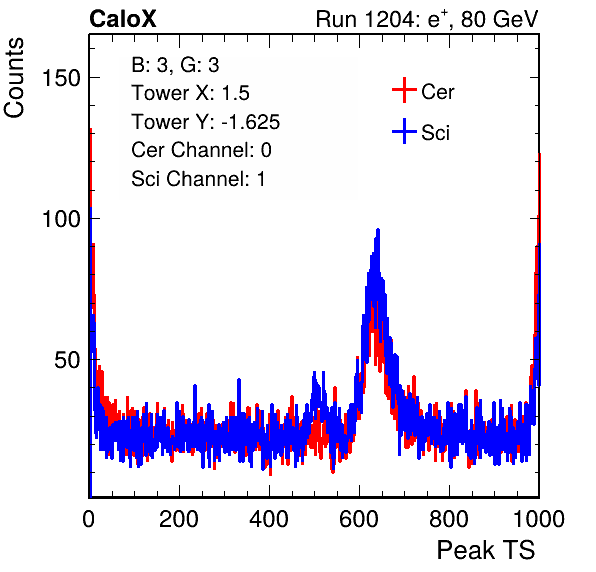 CaloX
Run 1204: e⁺, 80 GeV
Counts
B: 3, G: 3
Tower X: 1.5
Tower Y: -1.625
Cer Channel: 0
Sci Channel: 1
Cer
Sci
150
100
50
0 200 400 600 800 1000
Peak TS